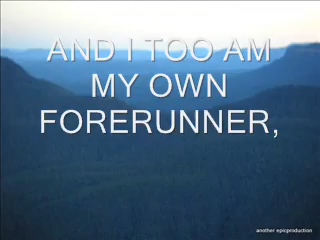 AND I TOO AM
MY OWN
FORERUNNER,
another epicproduction